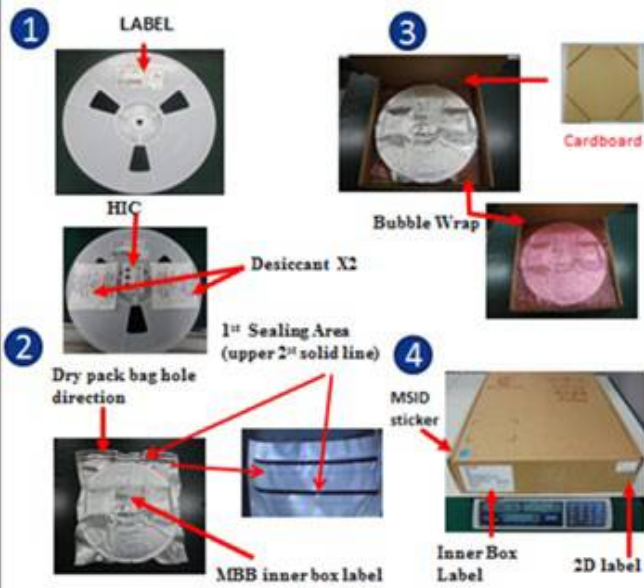 1
LABEL
HIC
Desiccant X2
2
Dry pack bag hole
direction
1st Sealing Area
(upper 2st solid line)
MBB inner box label
3
Cardboard
Bubble Wrap
4
MSID
sticker
Inner Box
Label
2D label